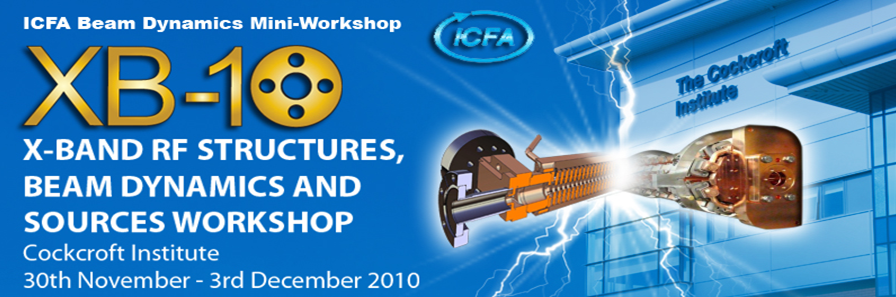 ICFA Beam Dynamics Mini-Workshop
XB-10
X-BAND RF STRUCTURES,
BEAM DYNAMICS AND
SOURCES WORKSHOP
Cockcroft Institute
30th November - 3rd December 2010
ICFA
The Cockcroft
Institute